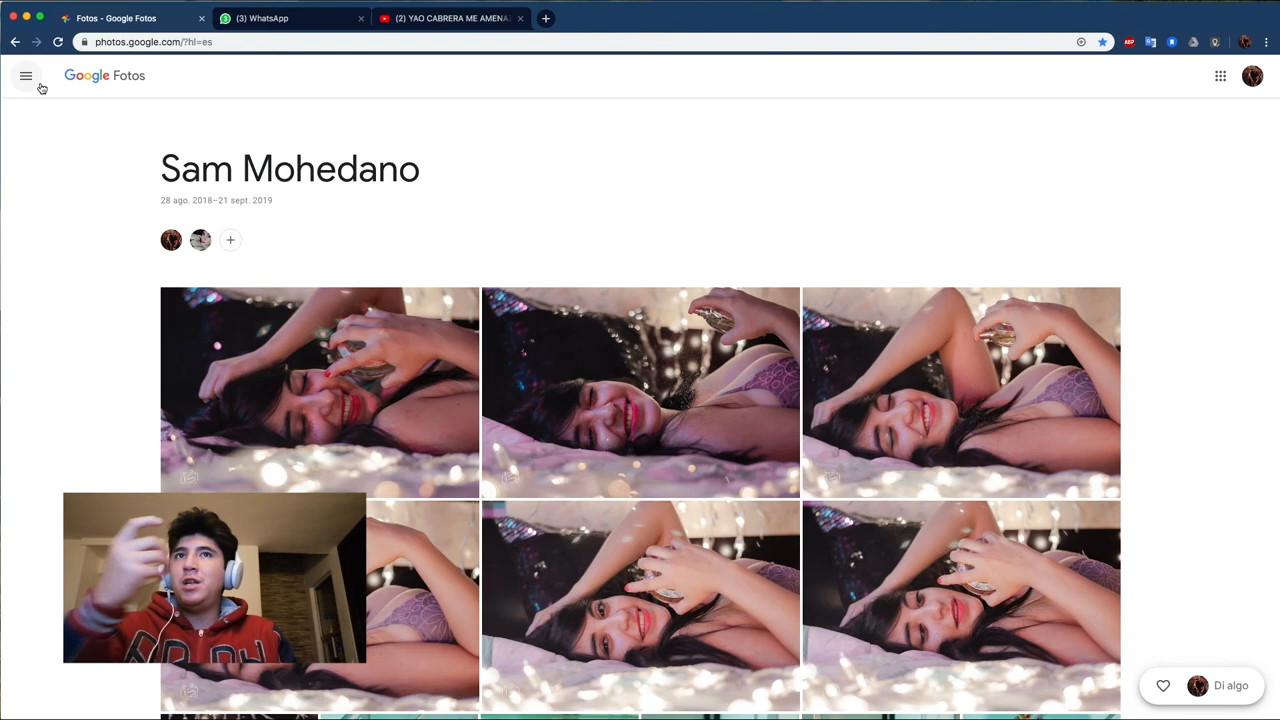 Fotos - Google Fotos
(3) WhatsApp
(2) YAO CABRERA ME AMENA
photos.google.com/?hl=es
ABP
Google Fotos
Sam Mohedano
28 ago. 2018–21 sept. 2019
Di algo